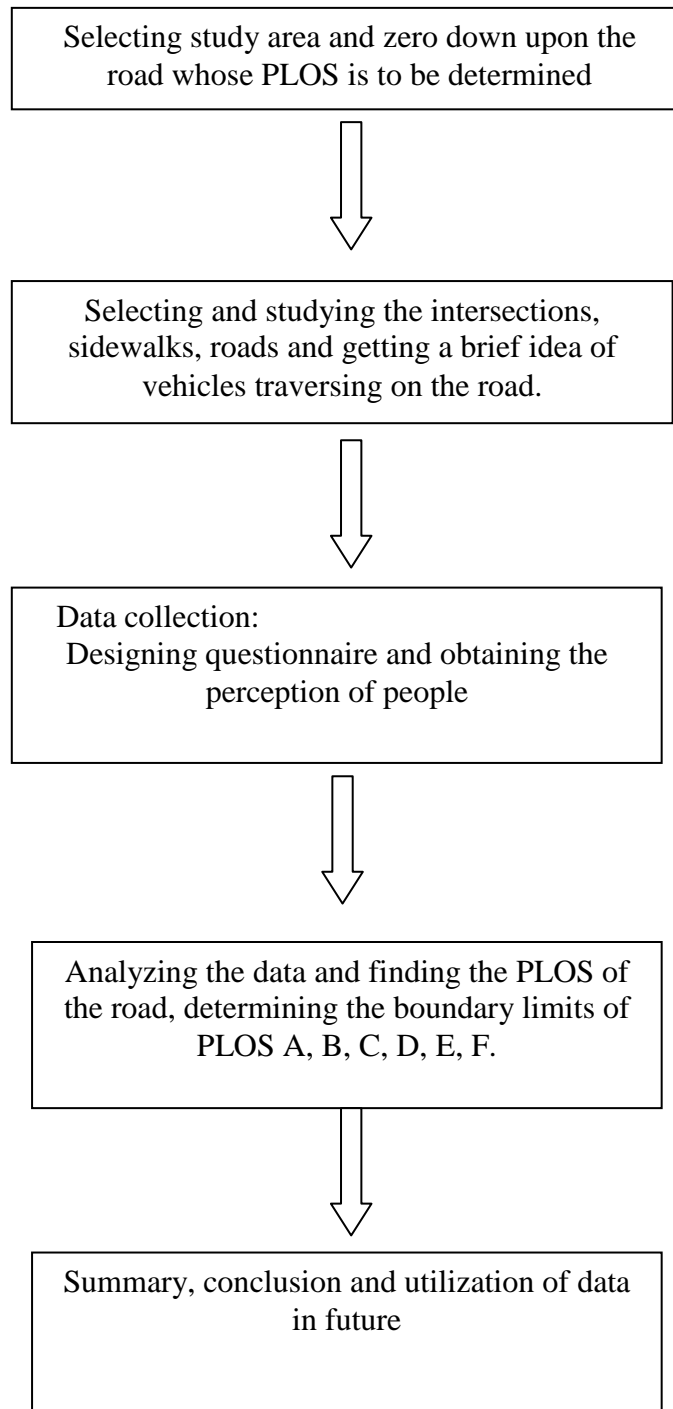 Selecting study area and zero down upon the
road whose PLOS is to be determined
Selecting and studying the intersections,
sidewalks, roads and getting a brief idea of
vehicles traversing on the road.
Data collection:
Designing questionnaire and obtaining the
perception of people
Analyzing the data and finding the PLOS of
the road, determining the boundary limits of
PLOS A, B, C, D, E, F.
Summary, conclusion and utilization of data
in future